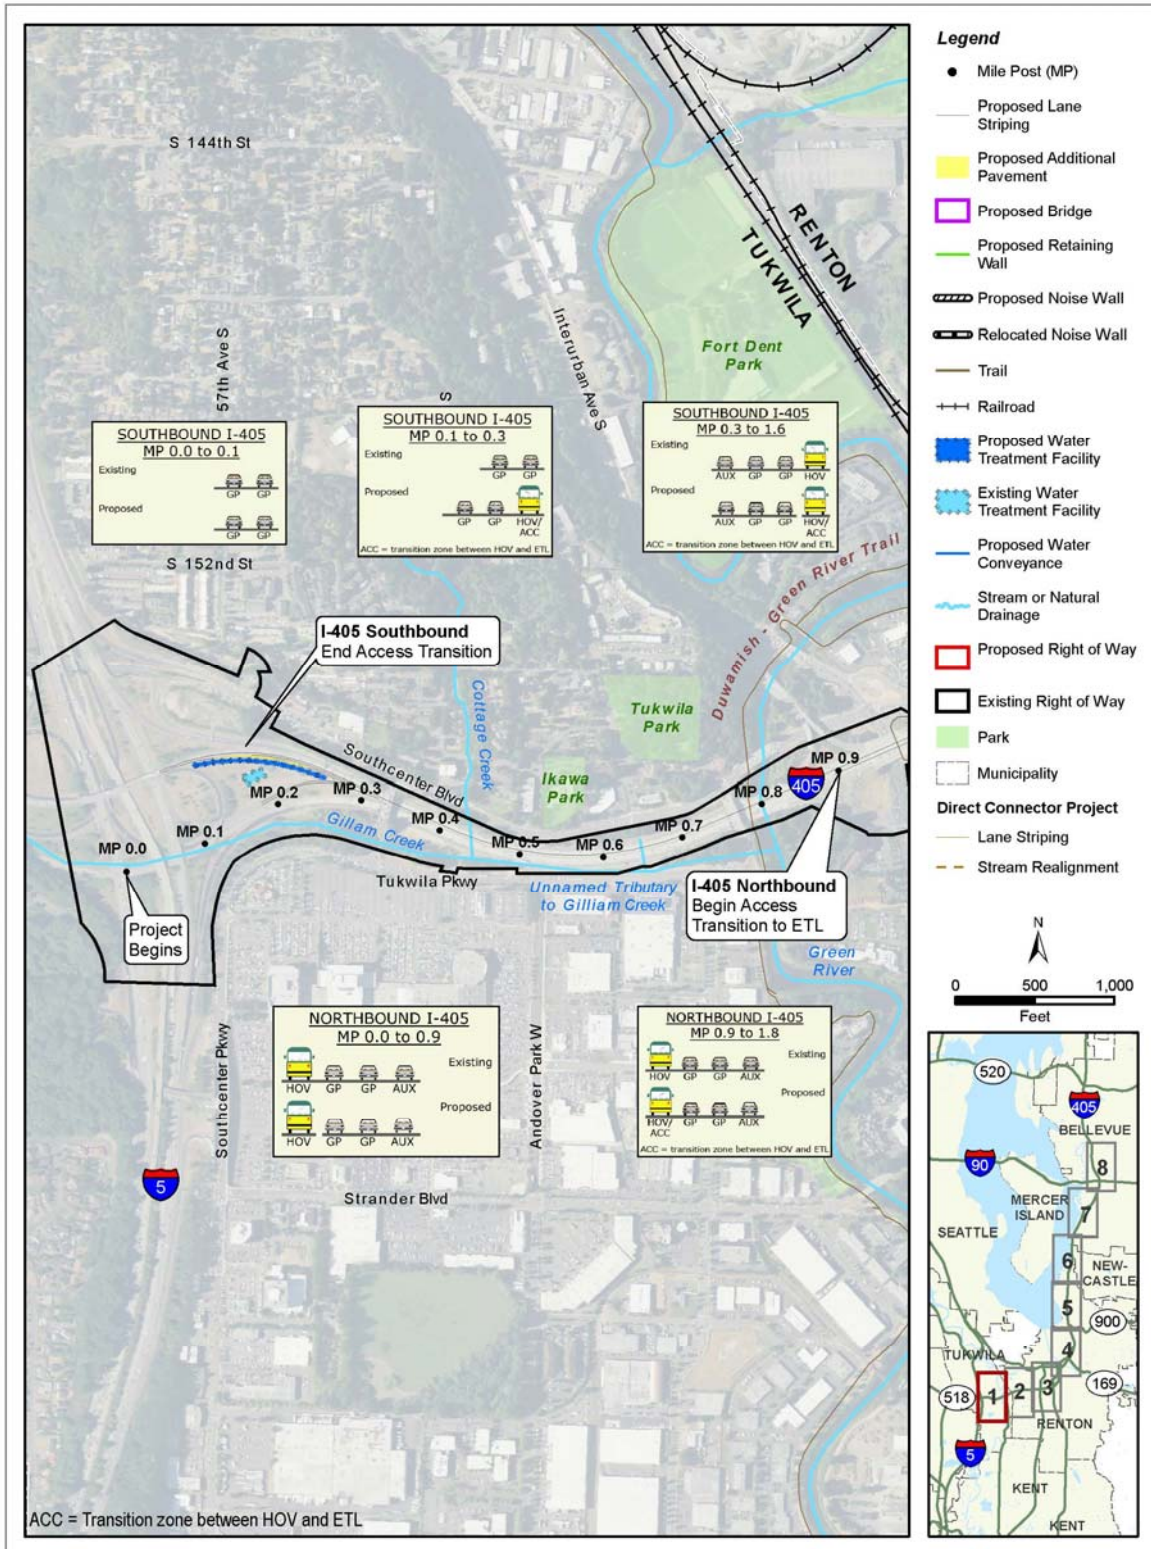 S 144th St
RENTON
TUKWILA
Fort Dent
Park
Interurban Ave S
57th Ave S
S
SOUTHBOUND I-405
MP 0.0 to 0.1
Existing
GP GP
Proposed
GP GP
SOUTHBOUND I-405
MP 0.1 to 0.3
Existing
GP GP
Proposed
GP GP HOV/
ACC
ACC = transition zone between HOV and ETL
SOUTHBOUND I-405
MP 0.3 to 1.6
Existing
AUX GP GP HOV
Proposed
AUX GP GP HOV/
ACC
ACC = transition zone between HOV and ETL
S 152nd St
Duwamish - Green River Trail
I-405 Southbound
End Access Transition
Cottage Creek
Tukwila
Park
Ikawa
Park
Southcenter Blvd
MP 0.0
MP 0.1
MP 0.2
MP 0.3
MP 0.4
MP 0.5
MP 0.6
MP 0.7
MP 0.8
MP 0.9
405
Gillam Creek
Tukwila Pkwy
Unnamed Tributary
to Gilliam Creek
I-405 Northbound
Begin Access
Transition to ETL
Project
Begins
Green
River
NORTHBOUND I-405
MP 0.0 to 0.9
Existing
HOV GP GP AUX
Proposed
HOV GP GP AUX
NORTHBOUND I-405
MP 0.9 to 1.8
Existing
HOV GP GP AUX
Proposed
HOV/
ACC GP GP AUX
ACC = transition zone between HOV and ETL
Southcenter Pkwy
Andover Park W
5
Strander Blvd
ACC = Transition zone between HOV and ETL
Legend
Mile Post (MP)
Proposed Lane
Striping
Proposed Additional
Pavement
Proposed Bridge
Proposed Retaining
Wall
Proposed Noise Wall
Relocated Noise Wall
Trail
Railroad
Proposed Water
Treatment Facility
Existing Water
Treatment Facility
Proposed Water
Conveyance
Stream or Natural
Drainage
Proposed Right of Way
Existing Right of Way
Park
Municipality
Direct Connector Project
Lane Striping
Stream Realignment
N
0 500 1,000
Feet
520
405
BELLEVUE
90
8
MERCER
ISLAND
7
SEATTLE
6
NEW-
CASTLE
5
900
4
TUKWILA
518
1
2
3
169
RENTON
5
KENT
KENT